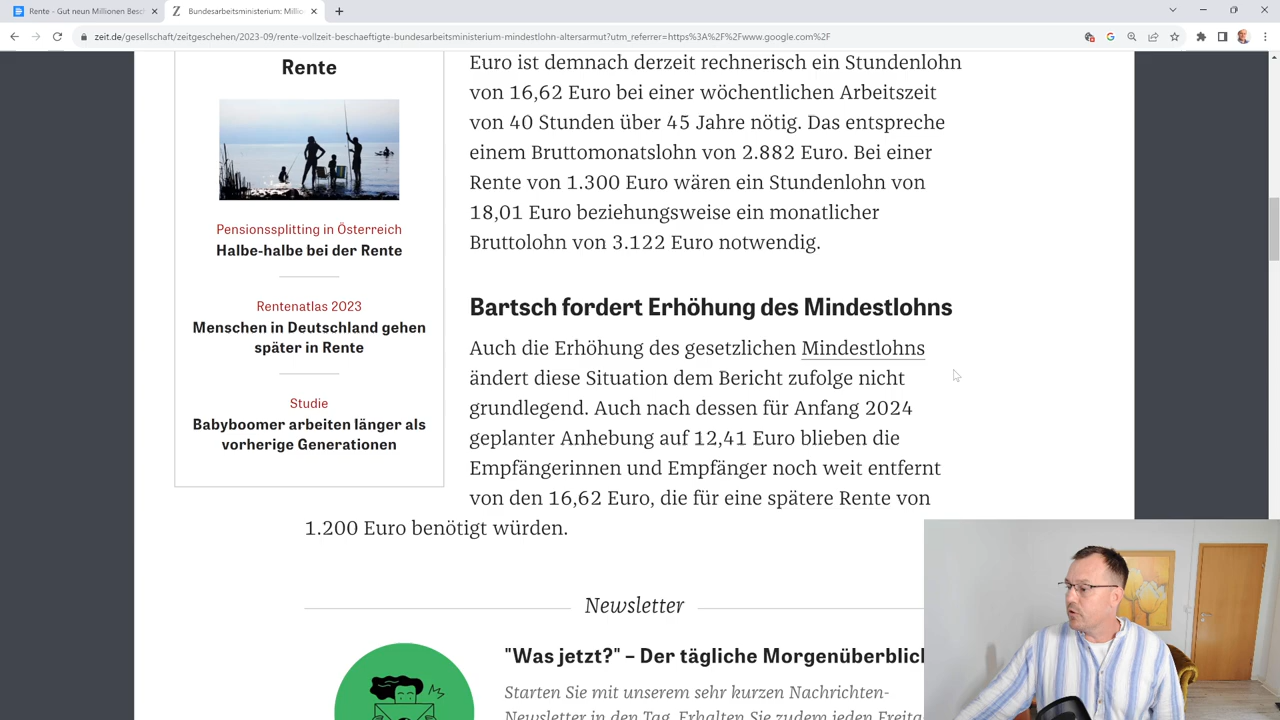 Rente - Gut neun Millionen Besch
Bundesarbeitsministerium: Million
zeit.de/gesellschaft/zeitgeschehen/2023-09/rente-vollzeit-beschaeftigte-bundesarbeitsministerium-mindestlohn-altersarmut?utm_referrer=https%3A%2F%2Fwww.google.com%2F
Rente
Pensionssplitting in Österreich
Halbe-halbe bei der Rente
Rentenatlas 2023
Menschen in Deutschland gehen
später in Rente
Studie
Babyboomer arbeiten länger als
vorherige Generationen
Euro ist demnach derzeit rechnerisch ein Stundenlohn
von 16,62 Euro bei einer wöchentlichen Arbeitszeit
von 40 Stunden über 45 Jahre nötig. Das entspreche
einem Bruttomonatslohn von 2.882 Euro. Bei einer
Rente von 1.300 Euro wären ein Stundenlohn von
18,01 Euro beziehungsweise ein monatlicher
Bruttolohn von 3.122 Euro notwendig.
Bartsch fordert Erhöhung des Mindestlohns
Auch die Erhöhung des gesetzlichen Mindestlohns
ändert diese Situation dem Bericht zufolge nicht
grundlegend. Auch nach dessen für Anfang 2024
geplanter Anhebung auf 12,41 Euro blieben die
Empfängerinnen und Empfänger noch weit entfernt
von den 16,62 Euro, die für eine spätere Rente von
1.200 Euro benötigt würden.
Newsletter
"Was jetzt?" – Der tägliche Morgenüberblick
Starten Sie mit unserem sehr kurzen Nachrichten-
Newsletter in den Tag. Erhalten Sie zudem jeden Freita